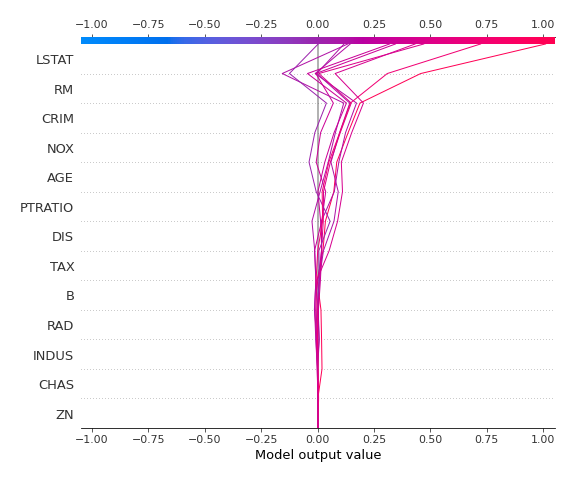 −1.00 −0.75 −0.50 −0.25 0.00 0.25 0.50 0.75 1.00
LSTAT
RM
CRIM
NOX
AGE
PTRATIO
DIS
TAX
B
RAD
INDUS
CHAS
ZN
−1.00 −0.75 −0.50 −0.25 0.00 0.25 0.50 0.75 1.00
Model output value